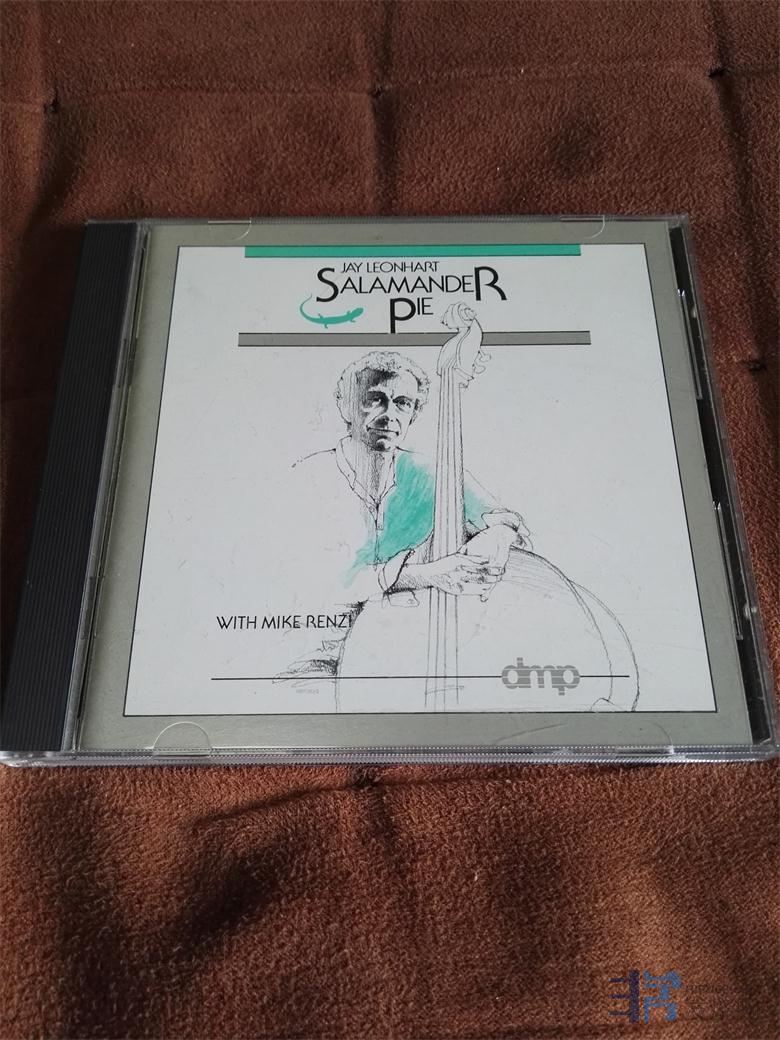 JAY LEONHART
SALAMANDER
PIE
WITH MIKE RENZI
dmp